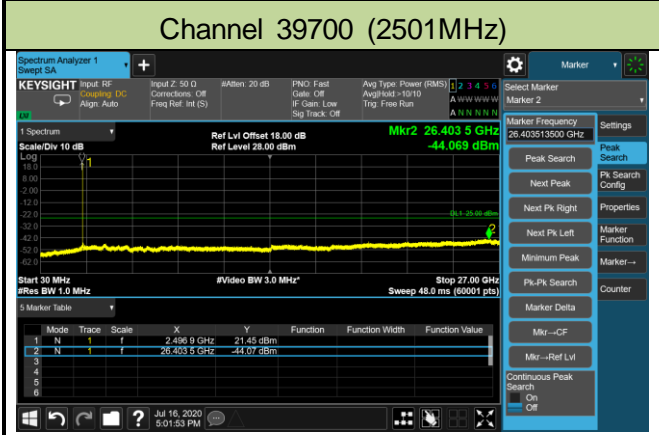 Channel 39700 (2501MHz)
Spectrum Analyzer 1
Swept SA
+
Marker
KEYSIGHT
Input: RF
Coupling: DC
Align: Auto
Input Z: 50 Ω
Corrections: Off
Freq Ref: Int (S)
#Atten: 20 dB
PNO: Fast
Gate: Off
IF Gain: Low
Sig Track: Off
Avg Type: Power (RMS)
Avg|Hold:>10/10
Trig: Free Run
1 2 3 4 5 6
A W W W W W
A N N N N N
Select Marker
Marker 2
1 Spectrum
Scale/Div 10 dB
Ref Lvl Offset 18.00 dB
Ref Level 28.00 dBm
Mkr2 26.403 5 GHz
-44.069 dBm
Log
18.0
8.00
-2.00
-12.0
-22.0
-32.0
-42.0
-52.0
-62.0
1
DL1 -25.00 dBm
2
Start 30 MHz
#Res BW 1.0 MHz
#Video BW 3.0 MHz*
Stop 27.00 GHz
Sweep 48.0 ms (60001 pts)
Marker Frequency
26.403513500 GHz
Peak Search
Next Peak
Next Pk Right
Next Pk Left
Minimum Peak
Pk-Pk Search
Marker Delta
Mkr→CF
Mkr→Ref Lvl
Continuous Peak
Search
On
Off
Settings
Peak
Search
Pk Search
Config
Properties
Marker
Function
Marker→
Counter
5 Marker Table
Mode Trace Scale X Y Function Function Width Function Value
1 N 1 f 2.496 9 GHz 21.45 dBm
2 N 1 f 26.403 5 GHz -44.07 dBm
3
4
5
6
?
Jul 16, 2020
5:01:53 PM